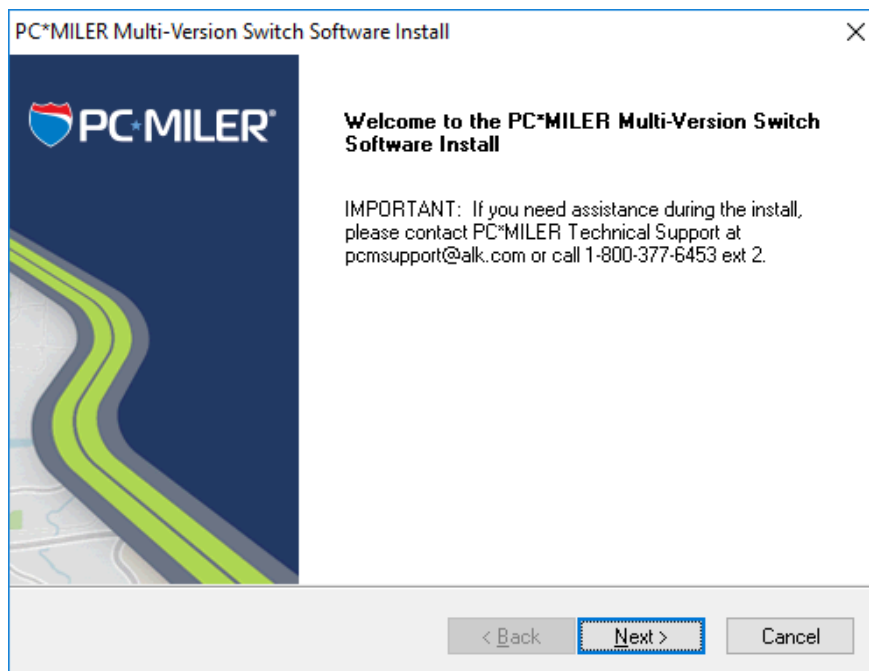 PC*MILER Multi-Version Switch Software Install
PC★MILER®
Welcome to the PC*MILER Multi-Version Switch
Software Install
IMPORTANT:  If you need assistance during the install,
please contact PC*MILER Technical Support at
pcmsupport@alk.com or call 1-800-377-6453 ext 2.
< Back
Next >
Cancel